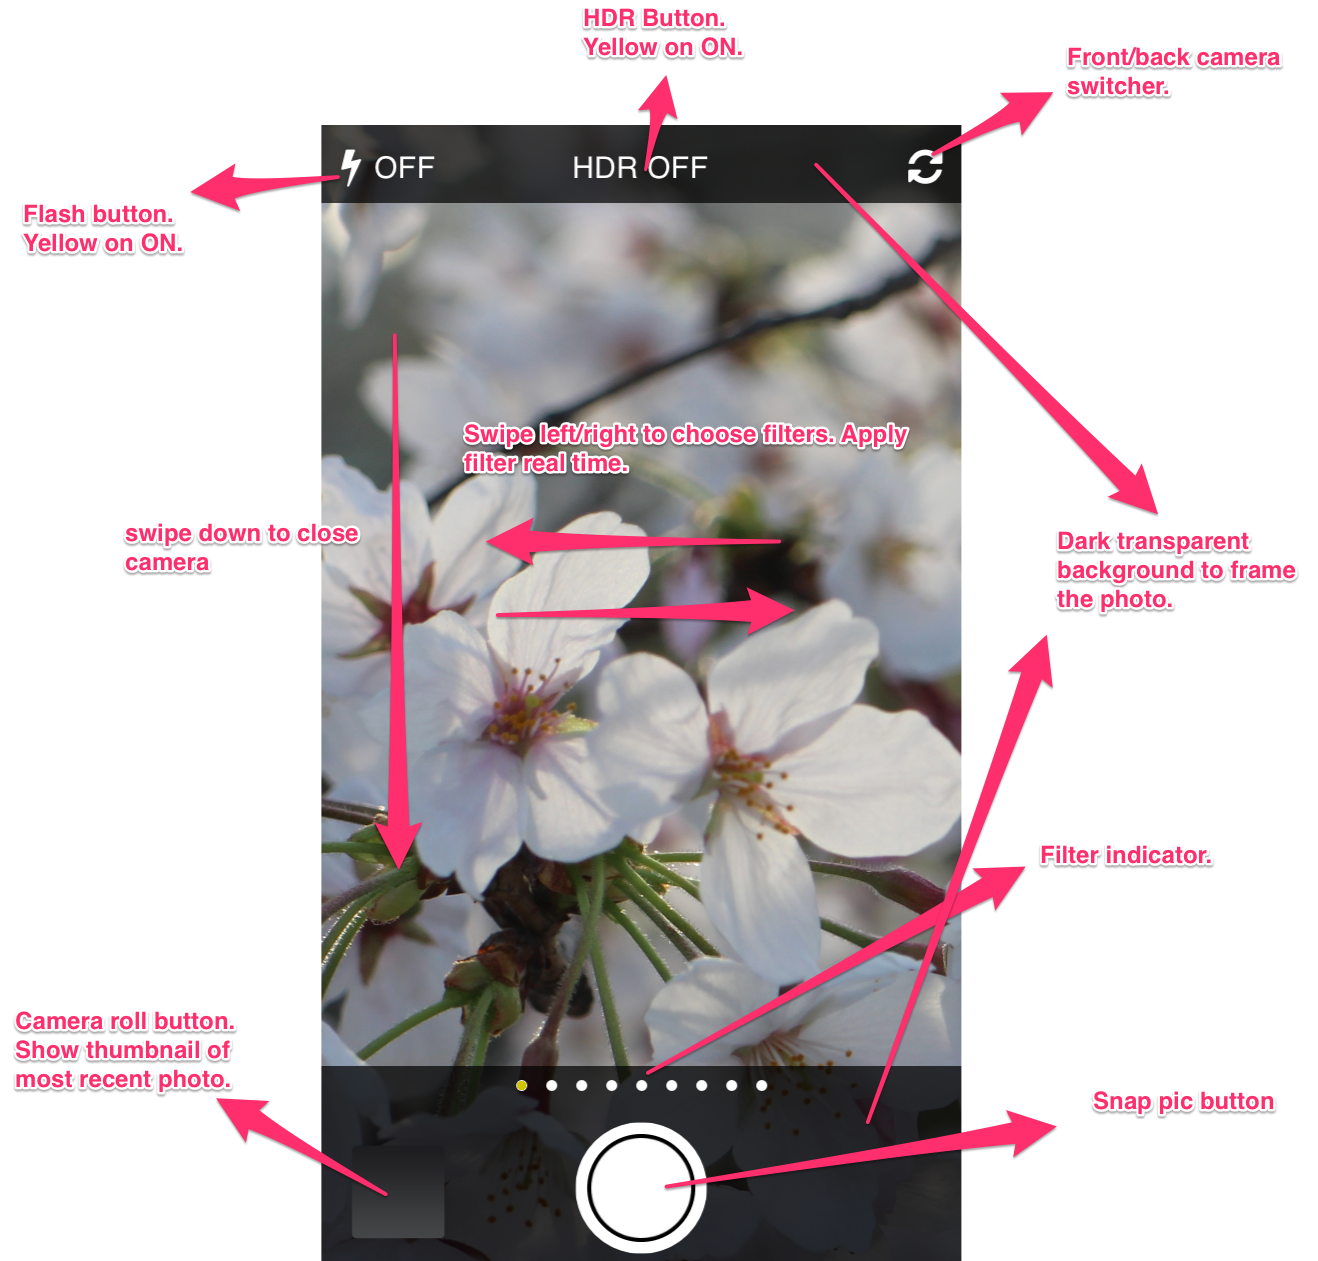 HDR Button.
Yellow on ON.
Front/back camera
switcher.
OFF
HDR OFF
Flash button.
Yellow on ON.
Swipe left/right to choose filters. Apply
filter real time.
swipe down to close
camera
Dark transparent
background to frame
the photo.
Filter indicator.
Camera roll button.
Show thumbnail of
most recent photo.
Snap pic button